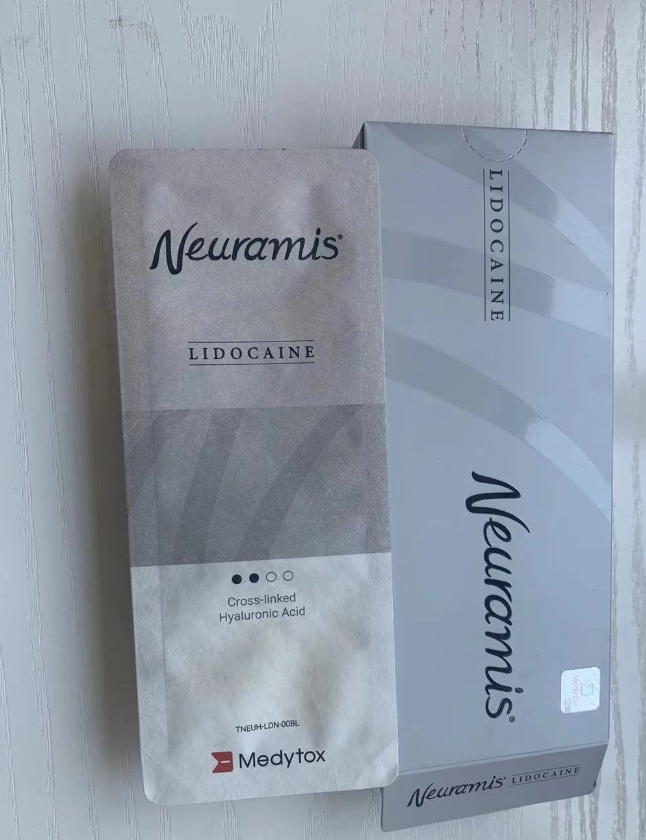 Neuramis®
LIDOCAINE
Cross-linked
Hyaluronic Acid
TNEUH-LDN-00BL
Medytox
LIDOCAINE
Neuramis®
Neuramis® LIDOCAINE